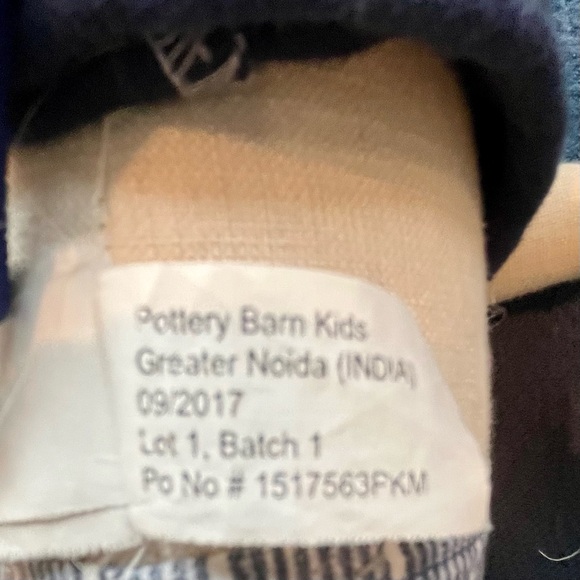 Pottery Barn Kids
Greater Noida (INDIA)
09/2017
Lot 1, Batch 1
Po No # 1517563PKM